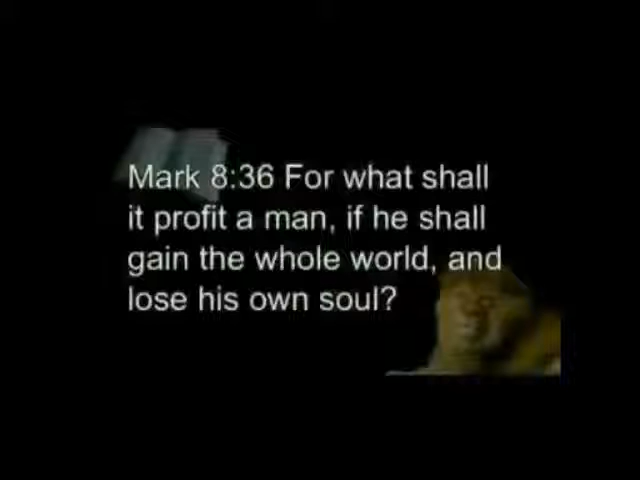 Mark 8:36 For what shall
it profit a man, if he shall
gain the whole world, and
lose his own soul?